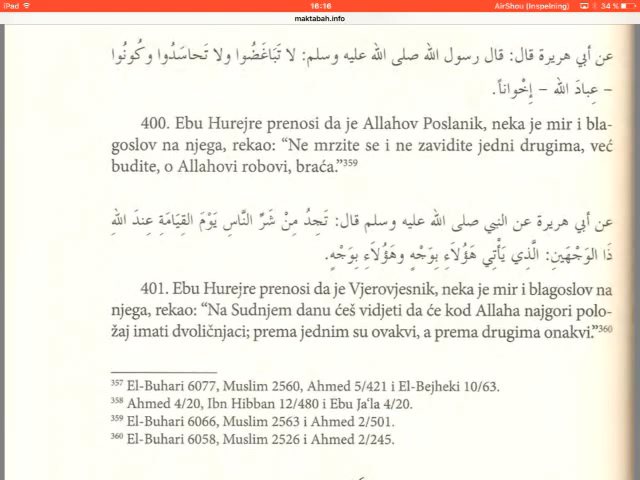 iPad 16:16 AirShou (Inspelning) 34 %
maktabah.info
عن أبي هريرة قال: قال رسول الله صلى الله عليه وسلم: لا تَبَاغَضُوا ولا تَحاسَدُوا وكُونُوا
– عِبادَ الله – إِخْواناً.
400. Ebu Hurejre prenosi da je Allahov Poslanik, neka je mir i bla-
goslov na njega, rekao: “Ne mrzite se i ne zavidite jedni drugima, već
budite, o Allahovi robovi, braća.”³⁵⁹
عن أبي هريرة عن النبي صلى الله عليه وسلم قال: تَجِدُ مِنْ شَرِّ النَّاسِ يَوْمَ القِيَامَةِ عِندَ اللهِ
ذَا الوَجْهَينِ: الَّذِي يَأْتِي هَؤُلَاءِ بِوَجْهٍ وهَؤُلَاءِ بِوَجْهٍ.
401. Ebu Hurejre prenosi da je Vjerovjesnik, neka je mir i blagoslov na
njega, rekao: “Na Sudnjem danu ćeš vidjeti da će kod Allaha najgori polo-
žaj imati dvoličnjaci; prema jednim su ovakvi, a prema drugima onakvi.”³⁶⁰
³⁵⁷ El-Buhari 6077, Muslim 2560, Ahmed 5/421 i El-Bejheki 10/63.
³⁵⁸ Ahmed 4/20, Ibn Hibban 12/480 i Ebu Ja‘la 4/20.
³⁵⁹ El-Buhari 6066, Muslim 2563 i Ahmed 2/501.
³⁶⁰ El-Buhari 6058, Muslim 2526 i Ahmed 2/245.